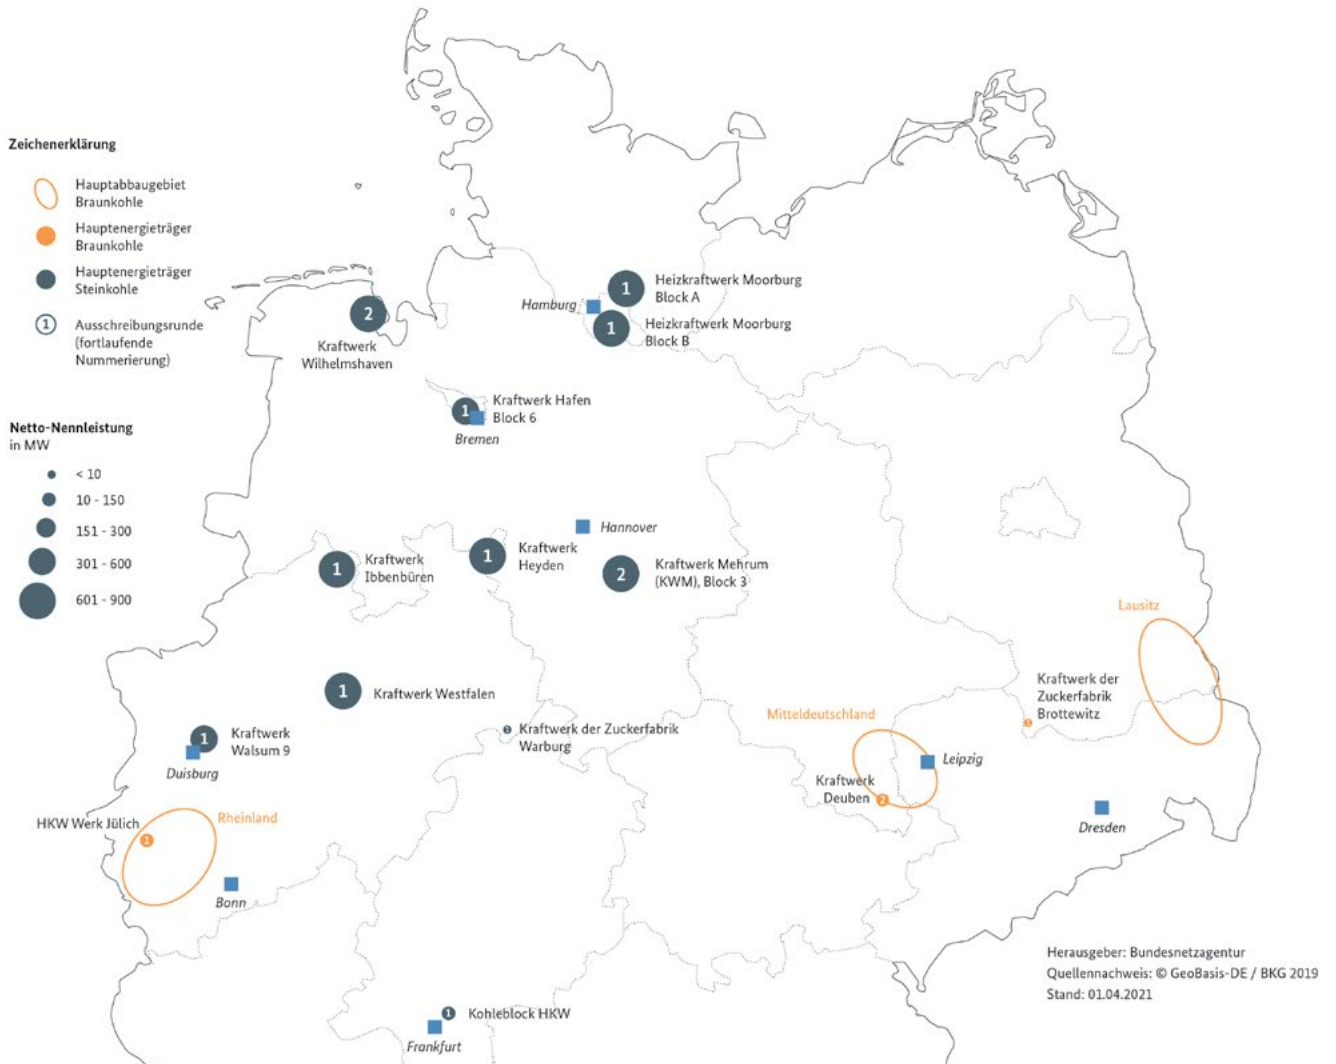 Zeichenerklärung
Hauptabbaugebiet
Braunkohle
Hauptenergieträger
Braunkohle
Hauptenergieträger
Steinkohle
1
Ausschreibungsrunde
(fortlaufende
Nummerierung)
Netto-Nennleistung
in MW
< 10
10 - 150
151 - 300
301 - 600
601 - 900
1
Heizkraftwerk Moorburg
Block A
Hamburg
1
Heizkraftwerk Moorburg
Block B
2
Kraftwerk
Wilhelmshaven
1
Kraftwerk Hafen
Block 6
Bremen
Hannover
1
Kraftwerk
Ibbenbüren
1
Kraftwerk
Heyden
2
Kraftwerk Mehrum
(KWM), Block 3
Lausitz
1
Kraftwerk Westfalen
Kraftwerk der
Zuckerfabrik
Brottewitz
1
Mitteldeutschland
1
Kraftwerk
Walsum 9
Duisburg
1
Kraftwerk der Zuckerfabrik
Warburg
Leipzig
Kraftwerk
Deuben
2
Dresden
HKW Werk Jülich
1
Rheinland
Bonn
1
Kohleblock HKW
Frankfurt
Herausgeber: Bundesnetzagentur
Quellennachweis: © GeoBasis-DE / BKG 2019
Stand: 01.04.2021